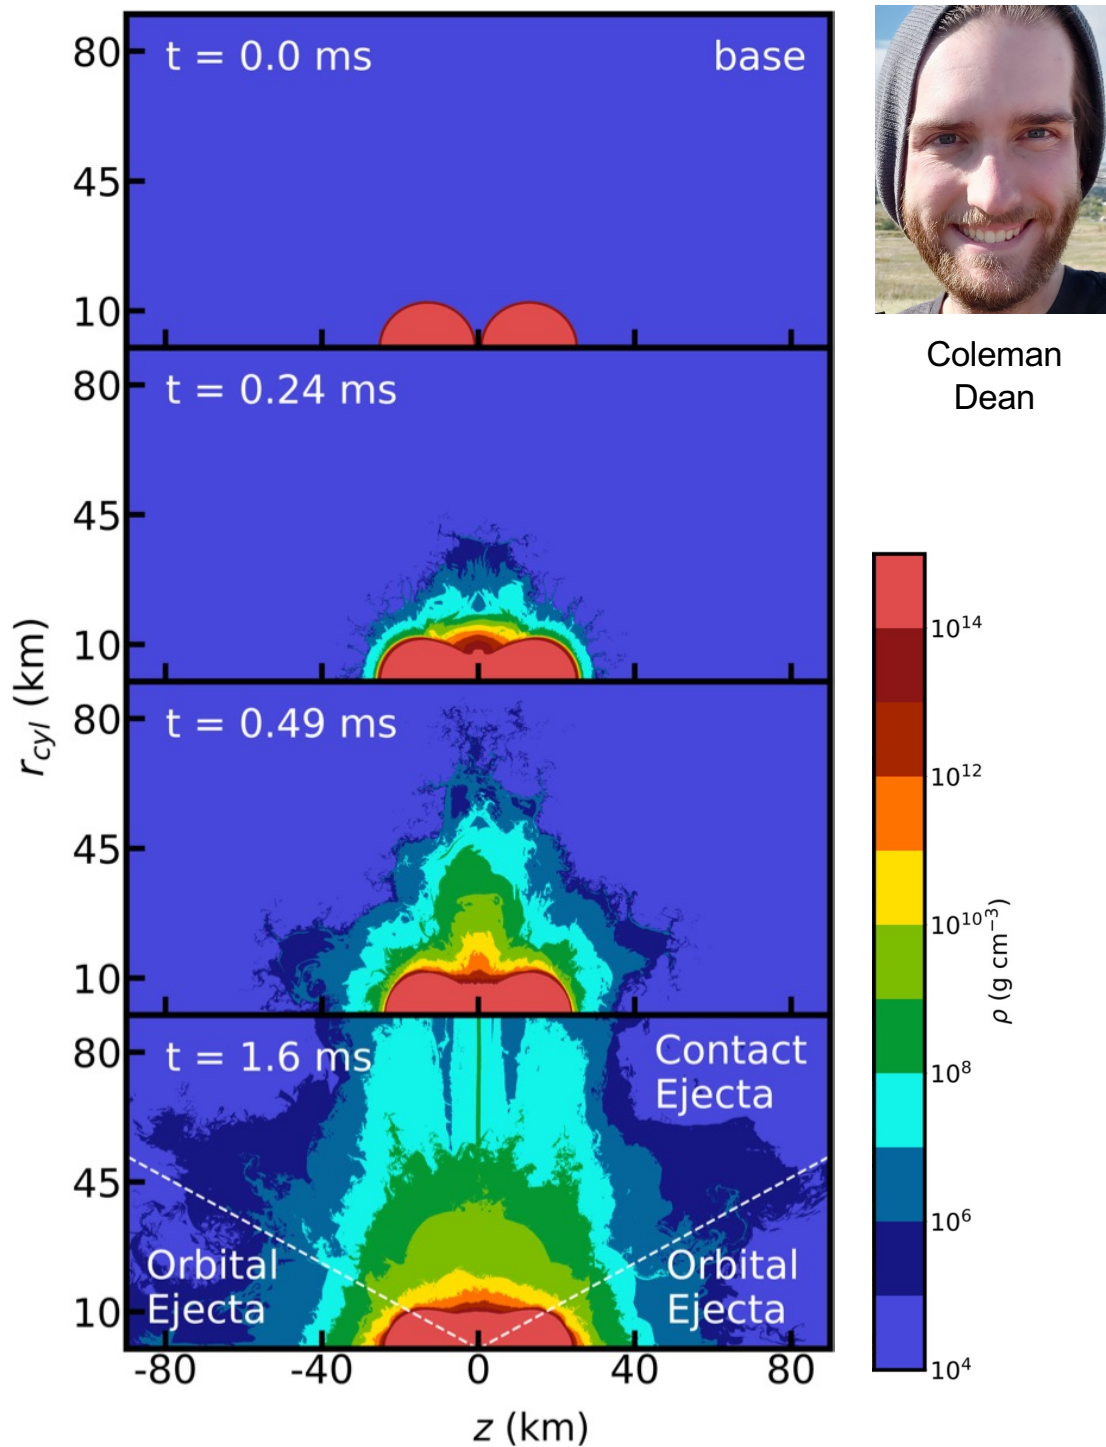 t = 0.0 ms
base
80
45
10
t = 0.24 ms
80
45
10
t = 0.49 ms
80
45
10
t = 1.6 ms
Contact
Ejecta
80
45
10
Orbital
Ejecta
Orbital
Ejecta
-80
-40
0
40
80
z (km)
r_{cyl} (km)
Coleman
Dean
10^{14}
10^{12}
10^{10}
10^{8}
10^{6}
10^{4}
ρ (g cm^{-3})